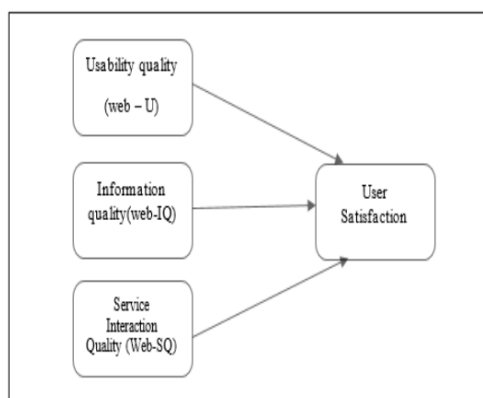 Usability quality
(web – U)
Information
quality(web-IQ)
User
Satisfaction
Service
Interaction
Quality (Web-SQ)